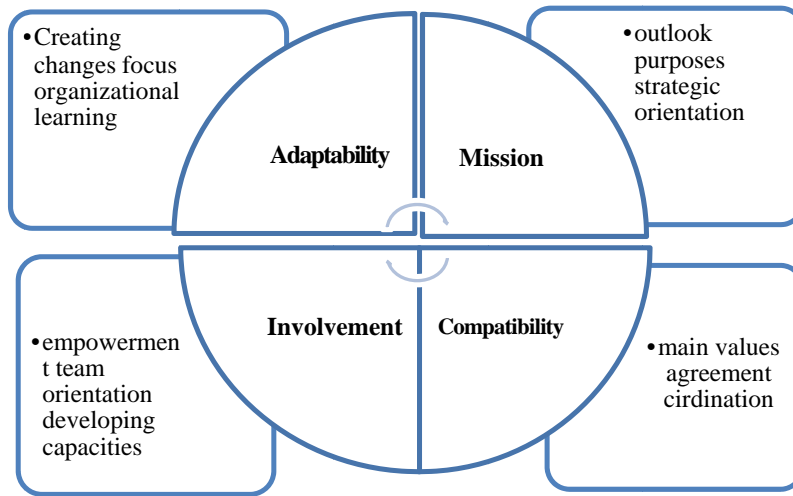 •Creating
changes focus
organizational
learning
•outlook
purposes
strategic
orientation
Adaptability
Mission
Involvement
Compatibility
•empowermen
t team
orientation
developing
capacities
•main values
agreement
cirdination